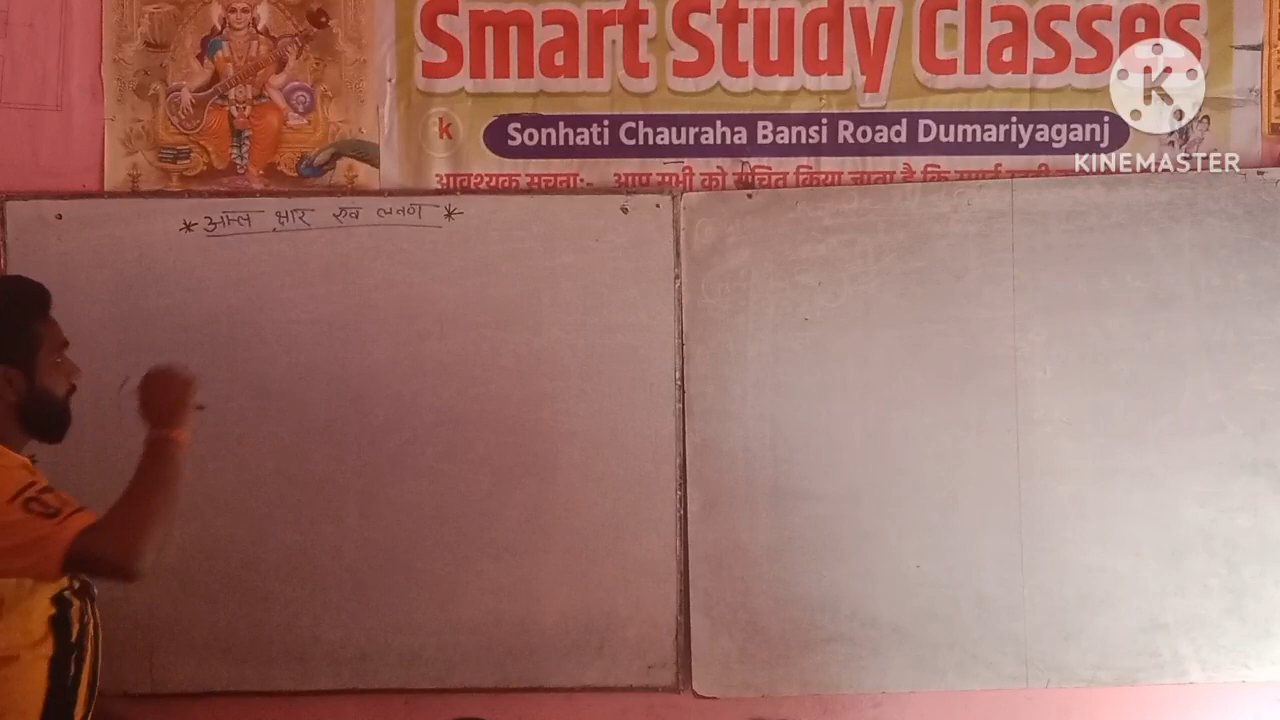 Smart Study Classes
k
Sonhati Chauraha Bansi Road Dumariyaganj
K
KINEMASTER
आवश्यक सूचना:- आप सभी को सूचित किया जाता है कि
* अम्ल क्षार एवं लवण *